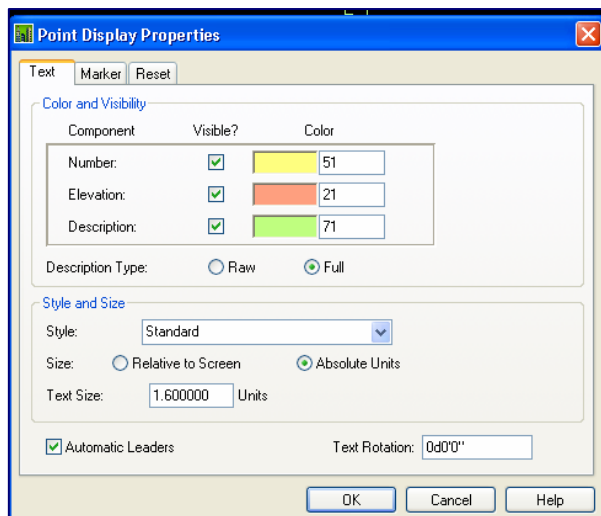 Point Display Properties
Text Marker Reset
Color and Visibility
Component Visible? Color
Number: 51
Elevation: 21
Description: 71
Description Type: Raw Full
Style and Size
Style: Standard
Size: Relative to Screen Absolute Units
Text Size: 1.600000 Units
Automatic Leaders Text Rotation: 0d0'0"
OK Cancel Help